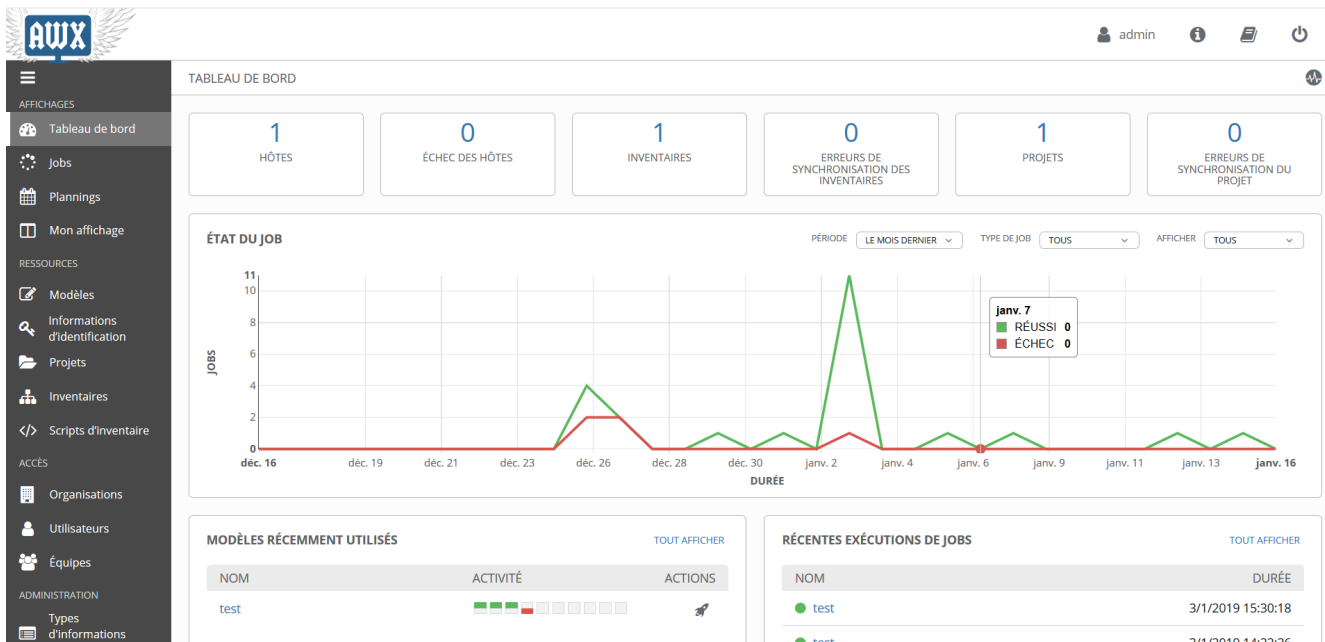 AWX
admin
TABLEAU DE BORD
AFFICHAGES
Tableau de bord
Jobs
Plannings
Mon affichage
RESSOURCES
Modèles
Informations
d'identification
Projets
Inventaires
Scripts d'inventaire
ACCÈS
Organisations
Utilisateurs
Équipes
ADMINISTRATION
Types
d'informations
1
HÔTES
0
ÉCHEC DES HÔTES
1
INVENTAIRES
0
ERREURS DE
SYNCHRONISATION DES
INVENTAIRES
1
PROJETS
0
ERREURS DE
SYNCHRONISATION DU
PROJET
ÉTAT DU JOB
PÉRIODE LE MOIS DERNIER TYPE DE JOB TOUS AFFICHER TOUS
11
10
8
6
4
2
0
JOBS
janv. 7
RÉUSSI 0
ÉCHEC 0
déc. 16 déc. 19 déc. 21 déc. 23 déc. 26 déc. 28 déc. 30 janv. 2 janv. 4 janv. 6 janv. 9 janv. 11 janv. 13 janv. 16
DURÉE
MODÈLES RÉCEMMENT UTILISÉS TOUT AFFICHER
NOM ACTIVITÉ ACTIONS
test
RÉCENTES EXÉCUTIONS DE JOBS TOUT AFFICHER
NOM DURÉE
test 3/1/2019 15:30:18